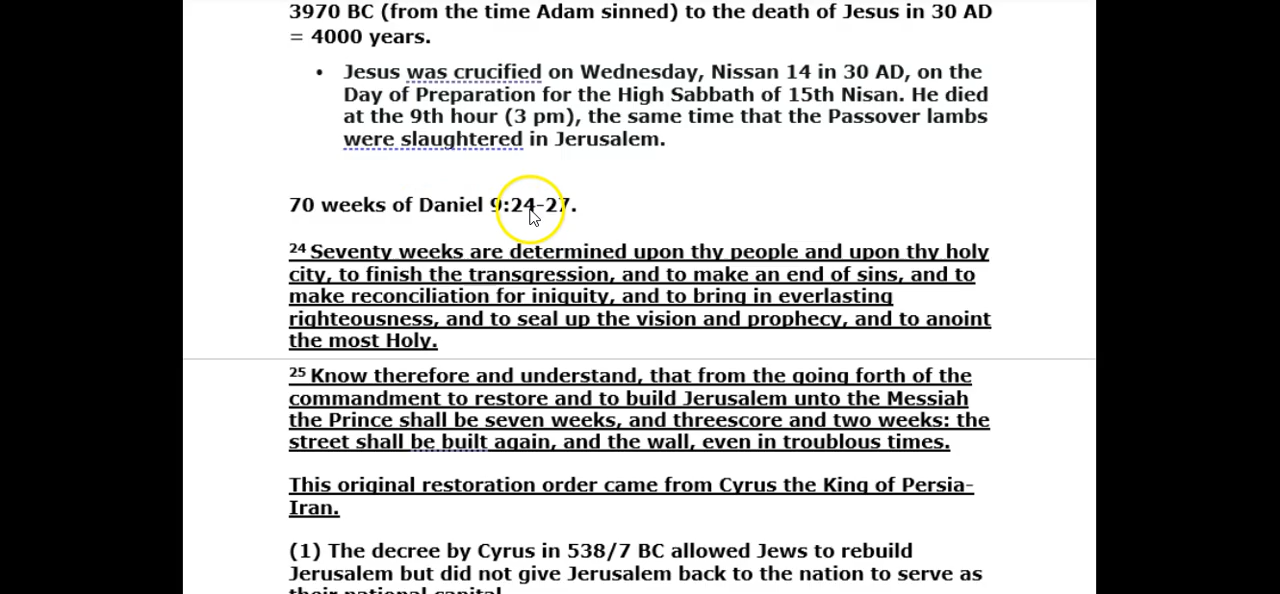 3970 BC (from the time Adam sinned) to the death of Jesus in 30 AD
= 4000 years.
• Jesus was crucified on Wednesday, Nissan 14 in 30 AD, on the
Day of Preparation for the High Sabbath of 15th Nisan. He died
at the 9th hour (3 pm), the same time that the Passover lambs
were slaughtered in Jerusalem.
70 weeks of Daniel 9:24-27.
24 Seventy weeks are determined upon thy people and upon thy holy
city, to finish the transgression, and to make an end of sins, and to
make reconciliation for iniquity, and to bring in everlasting
righteousness, and to seal up the vision and prophecy, and to anoint
the most Holy.
25 Know therefore and understand, that from the going forth of the
commandment to restore and to build Jerusalem unto the Messiah
the Prince shall be seven weeks, and threescore and two weeks: the
street shall be built again, and the wall, even in troublous times.
This original restoration order came from Cyrus the King of Persia-
Iran.
(1) The decree by Cyrus in 538/7 BC allowed Jews to rebuild
Jerusalem but did not give Jerusalem back to the nation to serve as
their national capital.